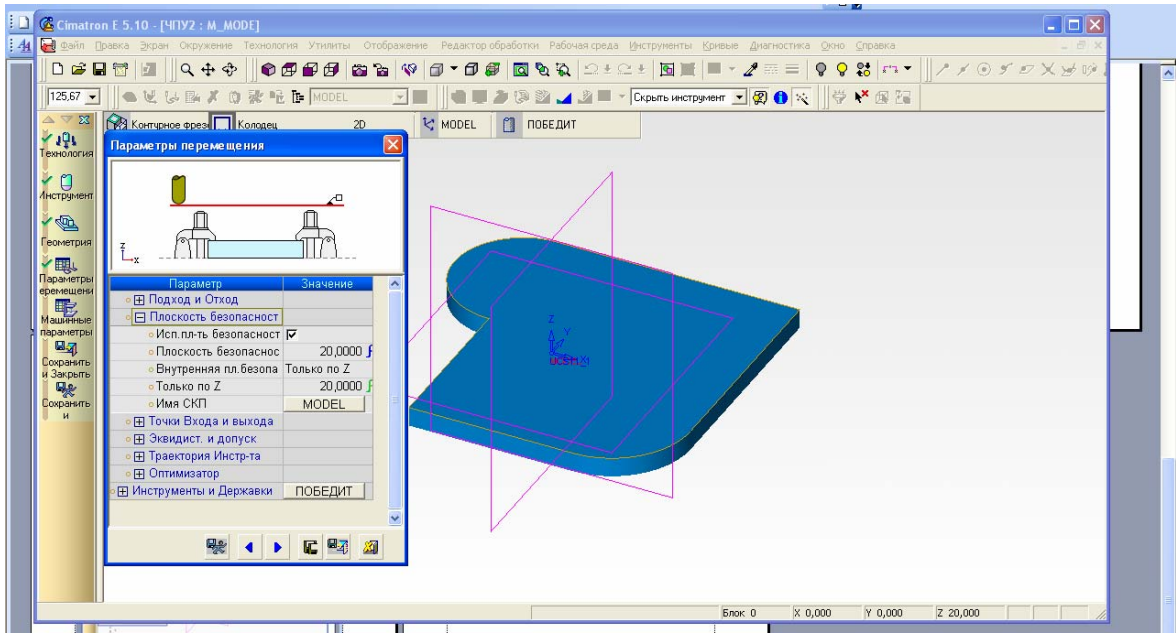 Cimatron E 5.10 - [ЧПУ2 : M_MODE]
Файл Правка Экран Окружение Технология Утилиты Отображение Редактор обработки Рабочая среда Инструменты Кривые Диагностика Окно Справка
125,67 MODEL Скрыть инструмент
Контурное фрез Колодец 2D MODEL ПОБЕДИТ
Технология
Инструмент
Геометрия
Параметры
еремещени
Машинные
параметры
Сохранить
и Закрыть
Сохранить
и
Параметры перемещения
Z
x
Параметр Значение
Подход и Отход
Плоскость безопасност
Исп.пл-ть безопасност
Плоскость безопаснос 20,0000 f
Внутренняя пл.безопа Только по Z
Только по Z 20,0000 f
Имя СКП MODEL
Точки Входа и выхода
Эквидист. и допуск
Траектория Инстр-та
Оптимизатор
Инструменты и Державки ПОБЕДИТ
Z
Y
UCS11 X1
Блок 0 X 0,000 Y 0,000 Z 20,000